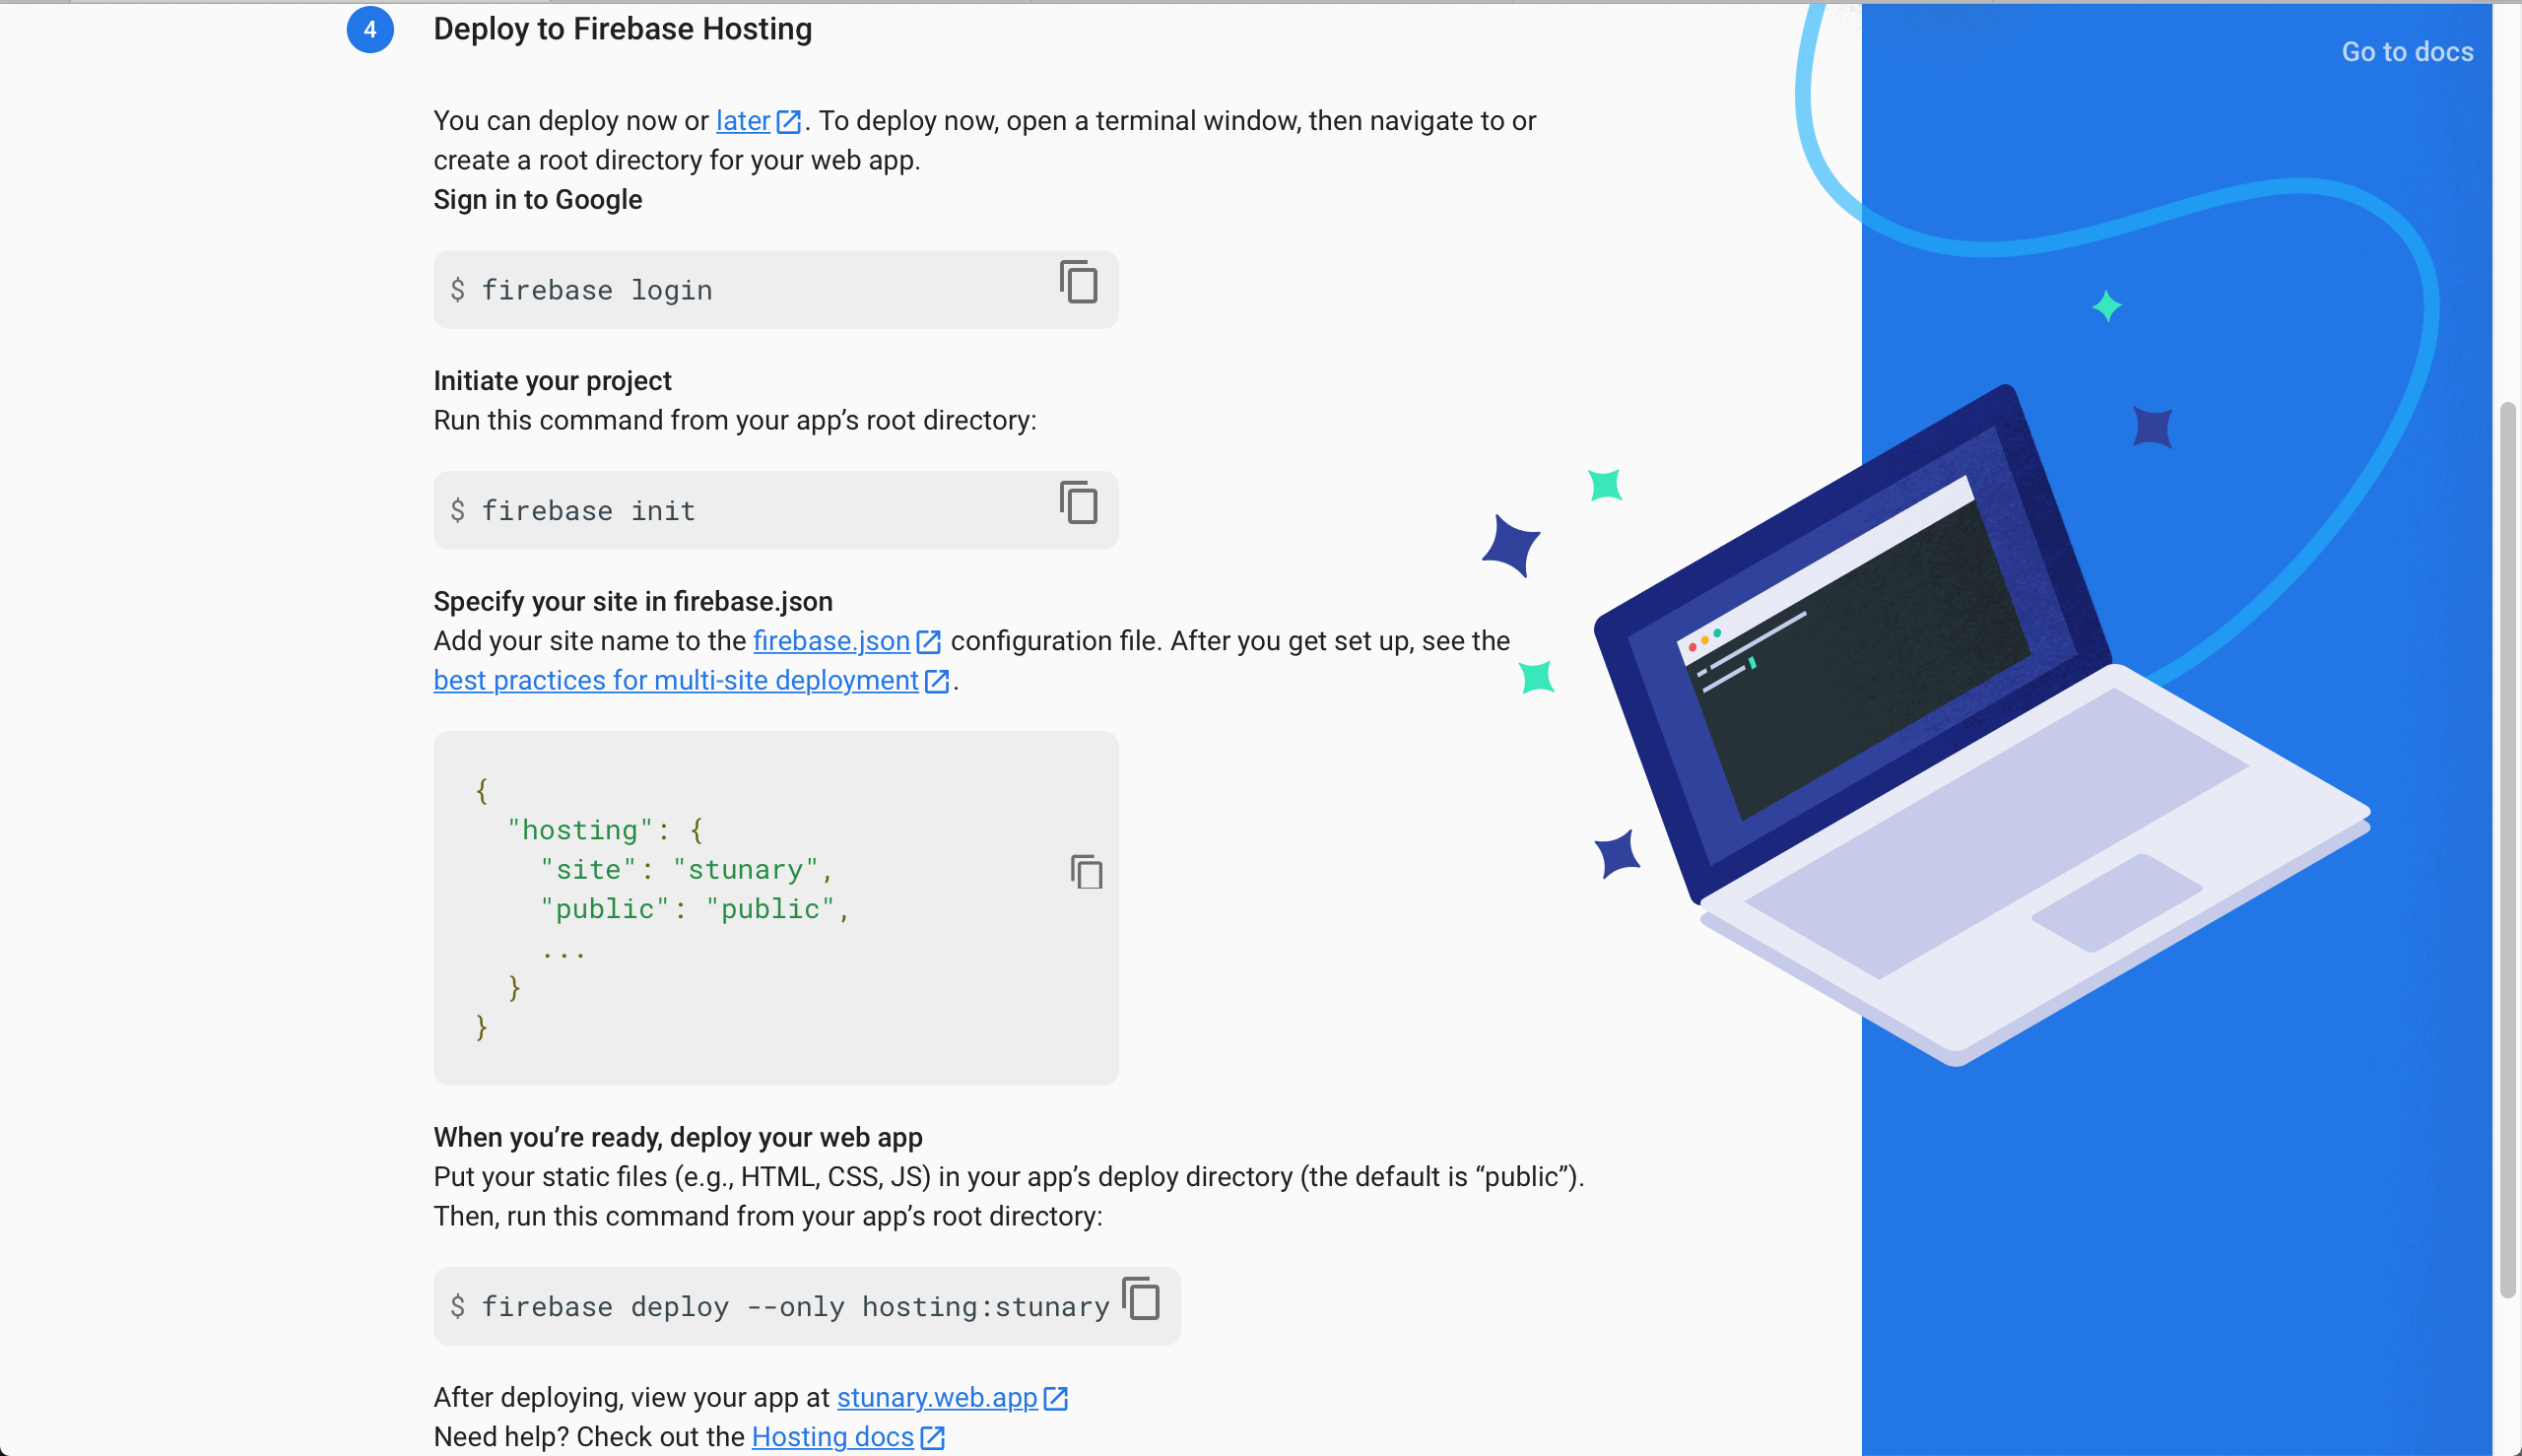 4 Deploy to Firebase Hosting
Go to docs
You can deploy now or later. To deploy now, open a terminal window, then navigate to or
create a root directory for your web app.
Sign in to Google
$ firebase login
Initiate your project
Run this command from your app’s root directory:
$ firebase init
Specify your site in firebase.json
Add your site name to the firebase.json configuration file. After you get set up, see the
best practices for multi-site deployment.
{
"hosting": {
"site": "stunary",
"public": "public",
...
}
}
When you’re ready, deploy your web app
Put your static files (e.g., HTML, CSS, JS) in your app’s deploy directory (the default is “public”).
Then, run this command from your app’s root directory:
$ firebase deploy --only hosting:stunary
After deploying, view your app at stunary.web.app
Need help? Check out the Hosting docs